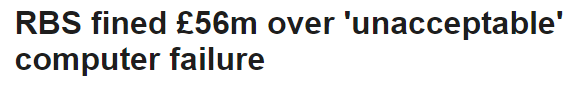 RBS fined £56m over 'unacceptable'
computer failure